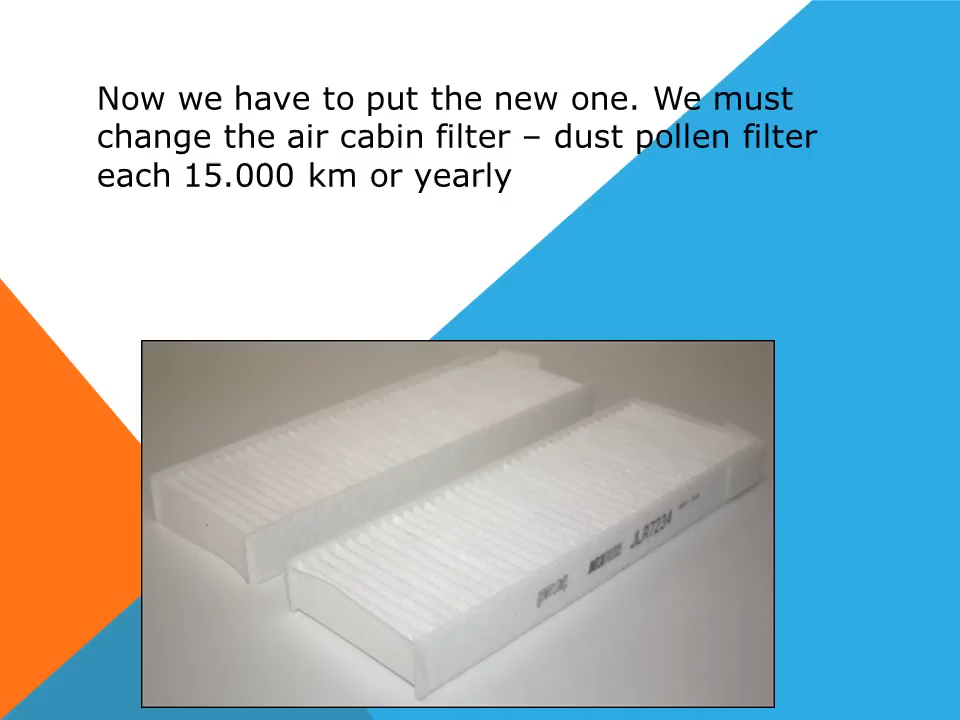 Now we have to put the new one. We must
change the air cabin filter – dust pollen filter
each 15.000 km or yearly
JLR7234